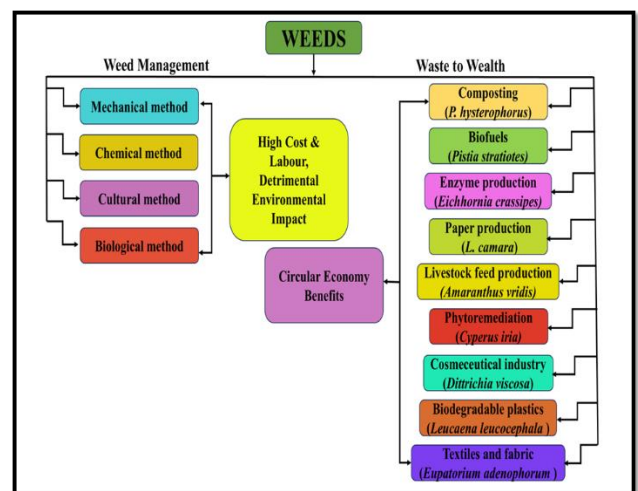 WEEDS
Weed Management
Mechanical method
Chemical method
Cultural method
Biological method
High Cost &
Labour,
Detrimental
Environmental
Impact
Circular Economy
Benefits
Waste to Wealth
Composting
(P. hysterophorus)
Biofuels
(Pistia stratiotes)
Enzyme production
(Eichhornia crassipes)
Paper production
(L. camara)
Livestock feed production
(Amaranthus vridis)
Phytoremediation
(Cyperus iria)
Cosmeceutical industry
(Dittrichia viscosa)
Biodegradable plastics
(Leucaena leucocephala )
Textiles and fabric
(Eupatorium adenophorum )